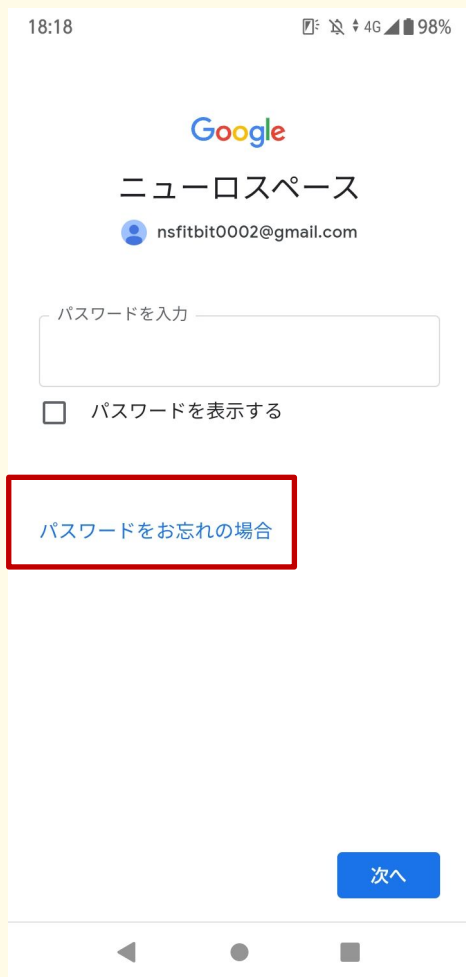 18:18
4G 98%
Google
ニューロスペース
nsfitbit0002@gmail.com
パスワードを入力
パスワードを表示する
パスワードをお忘れの場合
次へ